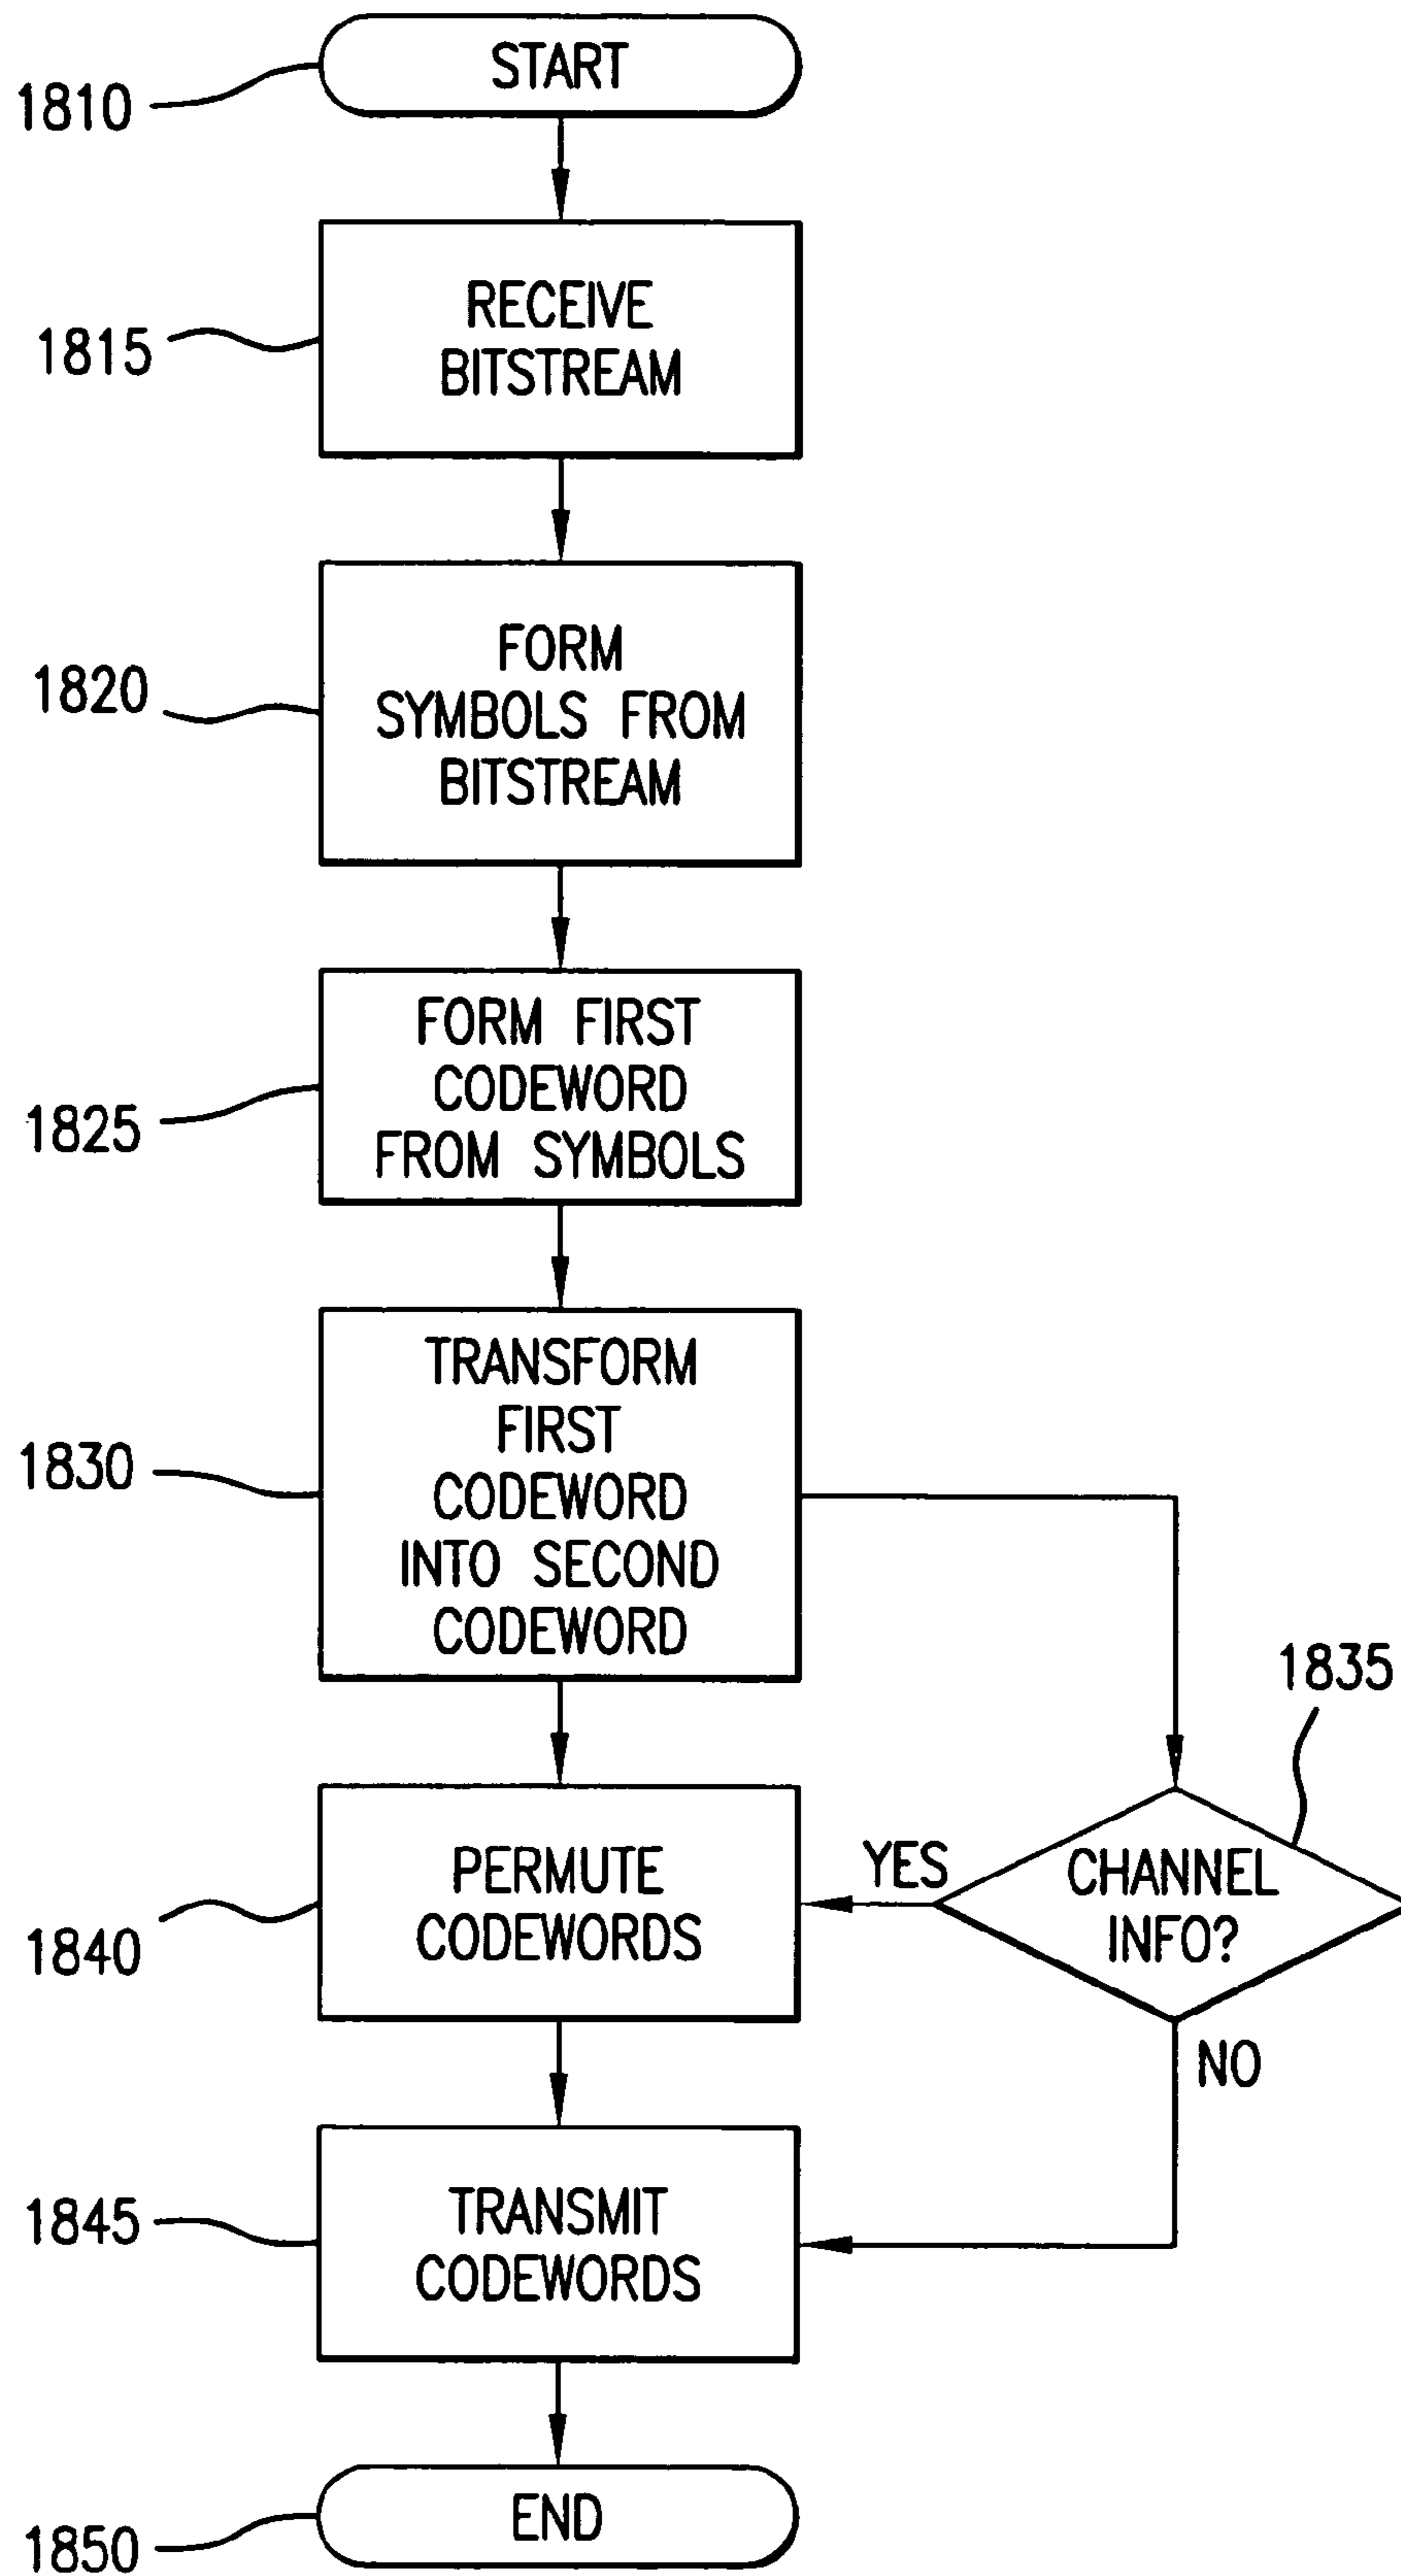 1810
START
1815
RECEIVE
BITSTREAM
1820
FORM
SYMBOLS FROM
BITSTREAM
1825
FORM FIRST
CODEWORD
FROM SYMBOLS
1830
TRANSFORM
FIRST
CODEWORD
INTO SECOND
CODEWORD
1835
1840
PERMUTE
CODEWORDS
YES
CHANNEL
INFO?
NO
1845
TRANSMIT
CODEWORDS
1850
END